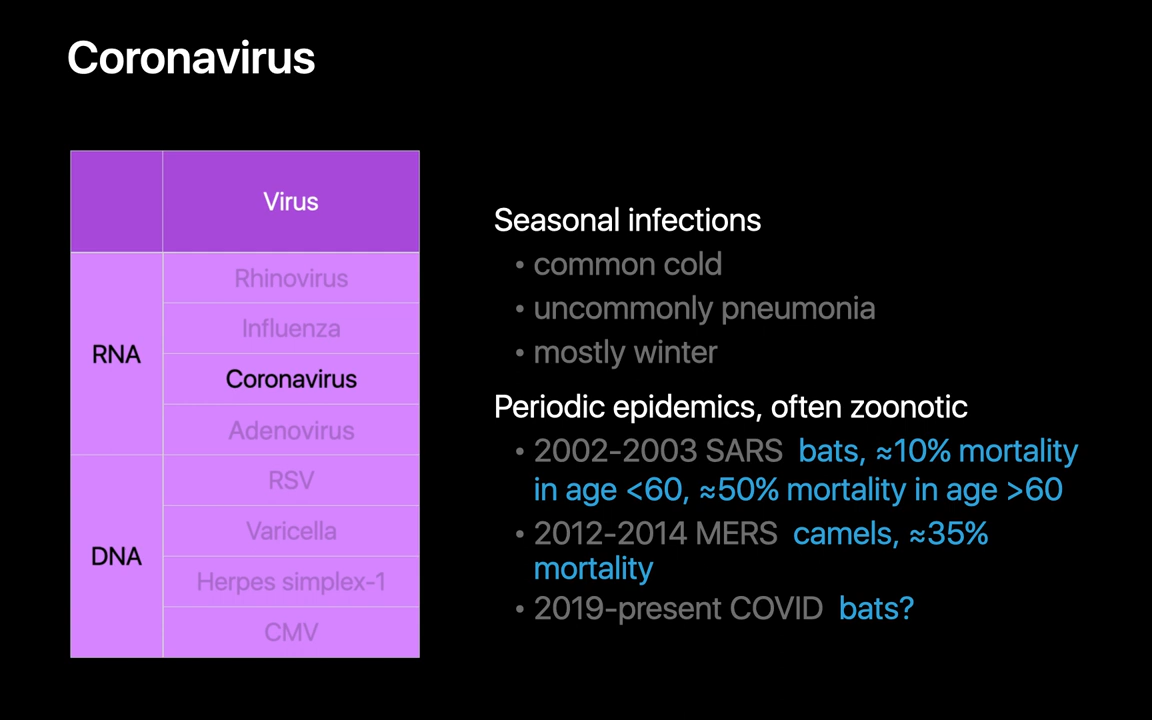 Coronavirus
Virus
RNA
Rhinovirus
Influenza
Coronavirus
Adenovirus
DNA
RSV
Varicella
Herpes simplex-1
CMV
Seasonal infections
• common cold
• uncommonly pneumonia
• mostly winter
Periodic epidemics, often zoonotic
• 2002-2003 SARS bats, ≈10% mortality
in age <60, ≈50% mortality in age >60
• 2012-2014 MERS camels, ≈35%
mortality
• 2019-present COVID bats?